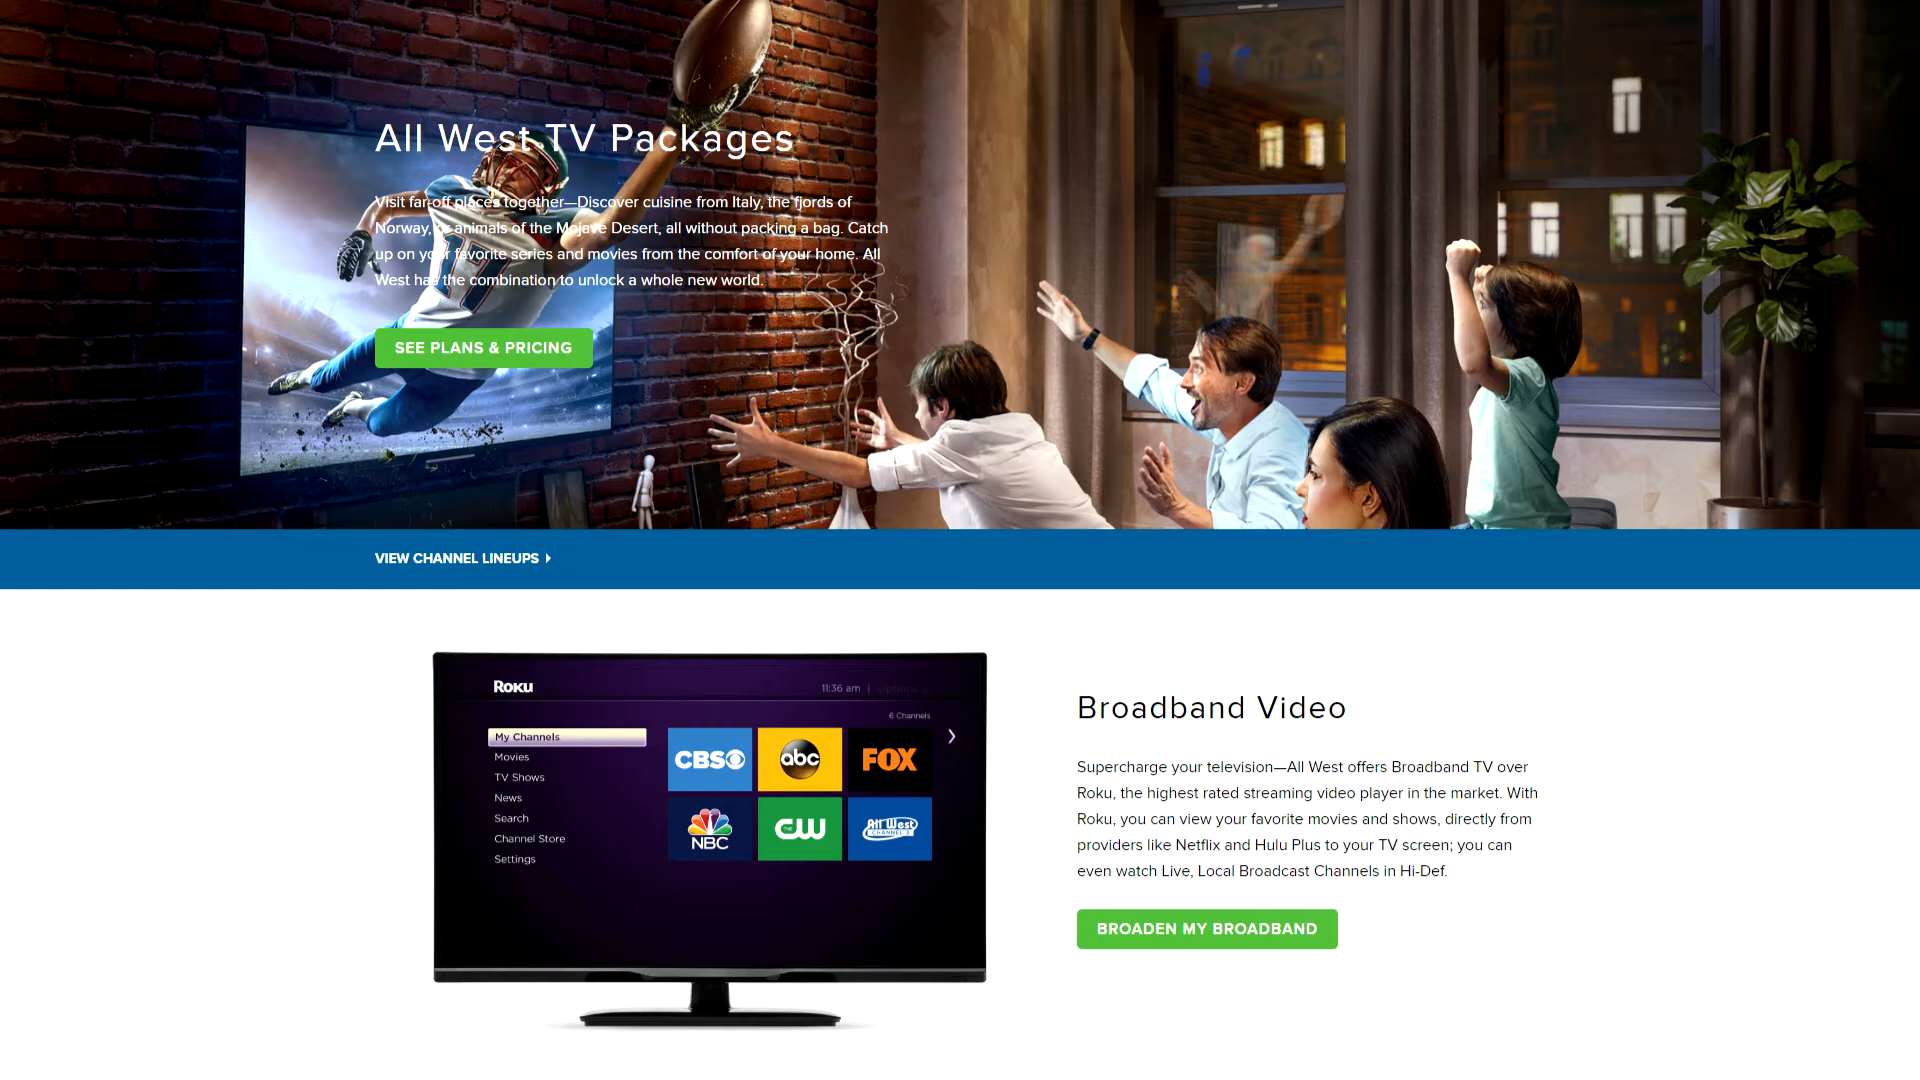 All West TV Packages
Visit far-off places together—Discover cuisine from Italy, the fjords of
Norway, or animals of the Mojave Desert, all without packing a bag. Catch
up on your favorite series and movies from the comfort of your home. All
West has the combination to unlock a whole new world.
SEE PLANS & PRICING
VIEW CHANNEL LINEUPS
Roku
11:36 am |
6 Channels
My Channels
Movies
TV Shows
News
Search
Channel Store
Settings
CBS
abc
FOX
NBC
THE CW
All West
CHANNEL 3
Broadband Video
Supercharge your television—All West offers Broadband TV over
Roku, the highest rated streaming video player in the market. With
Roku, you can view your favorite movies and shows, directly from
providers like Netflix and Hulu Plus to your TV screen; you can
even watch Live, Local Broadcast Channels in Hi-Def.
BROADEN MY BROADBAND